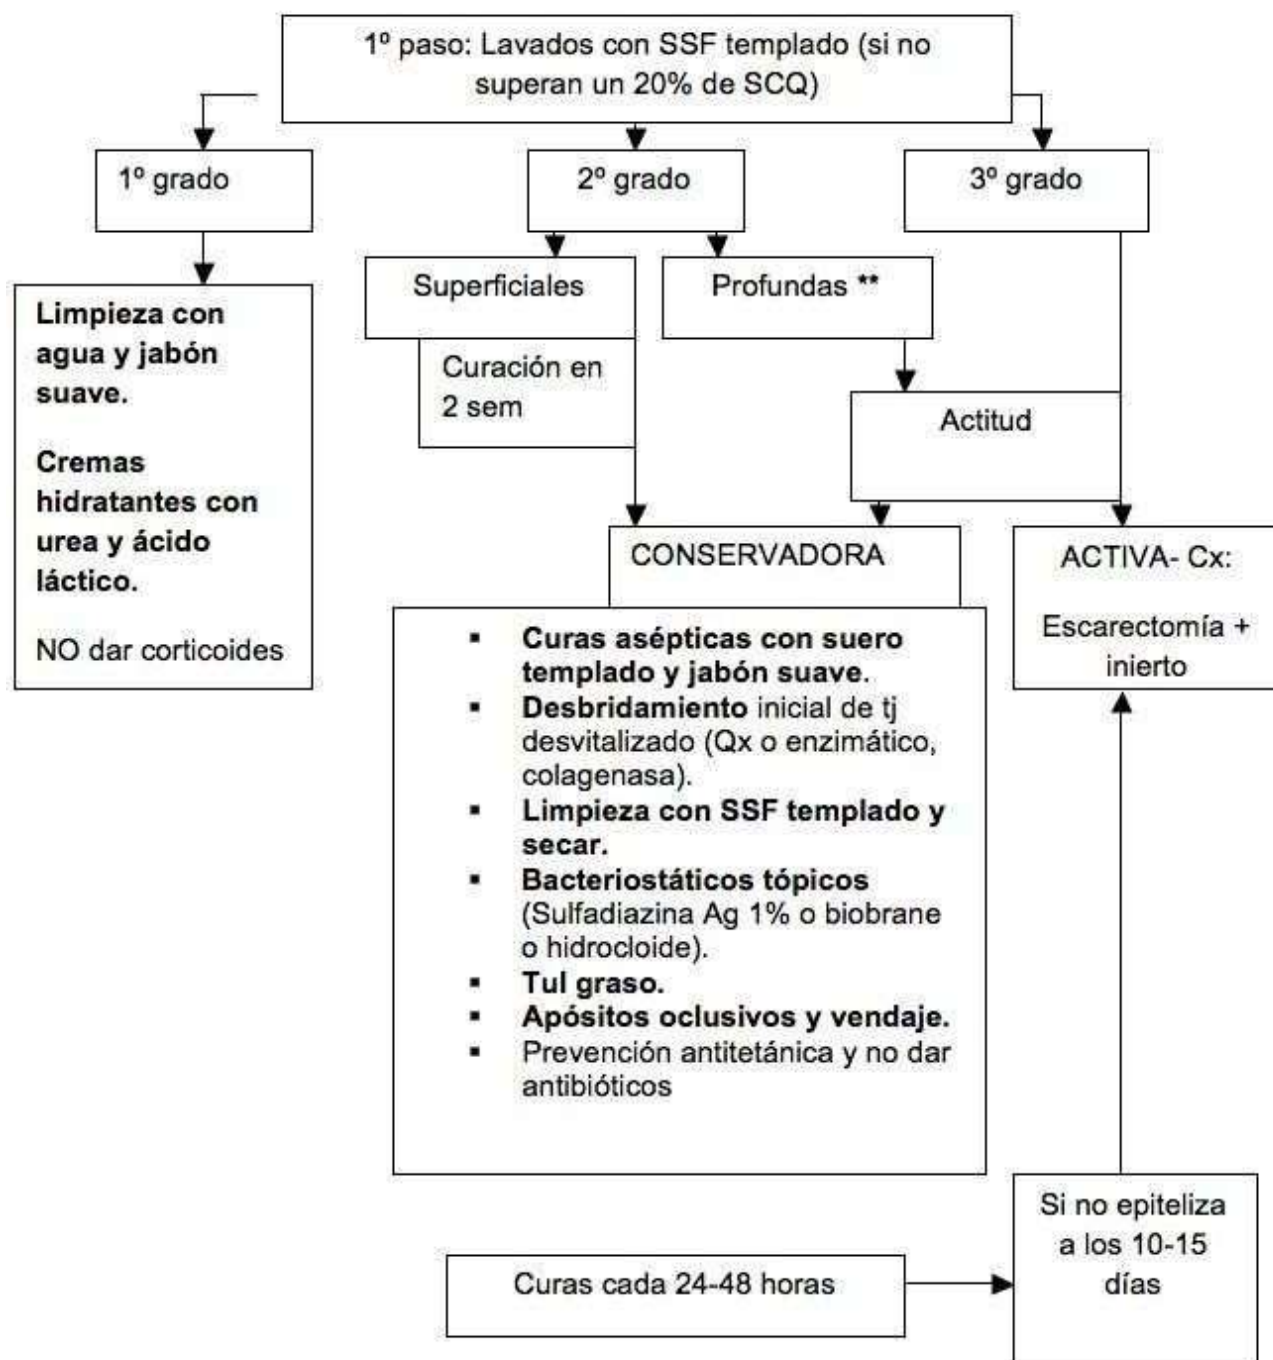 1º paso: Lavados con SSF templado (si no
superan un 20% de SCQ)
1º grado
2º grado
3º grado
Limpieza con
agua y jabón
suave.
Cremas
hidratantes con
urea y ácido
láctico.
NO dar corticoides
Superficiales
Profundas **
Curación en
2 sem
Actitud
CONSERVADORA
ACTIVA- Cx:
Escarectomía +
inierto
▪ Curas asépticas con suero
templado y jabón suave.
▪ Desbridamiento inicial de tj
desvitalizado (Qx o enzimático,
colagenasa).
▪ Limpieza con SSF templado y
secar.
▪ Bacteriostáticos tópicos
(Sulfadiazina Ag 1% o biobrane
o hidrocloide).
▪ Tul graso.
▪ Apósitos oclusivos y vendaje.
▪ Prevención antitetánica y no dar
antibióticos
Curas cada 24-48 horas
Si no epiteliza
a los 10-15
días